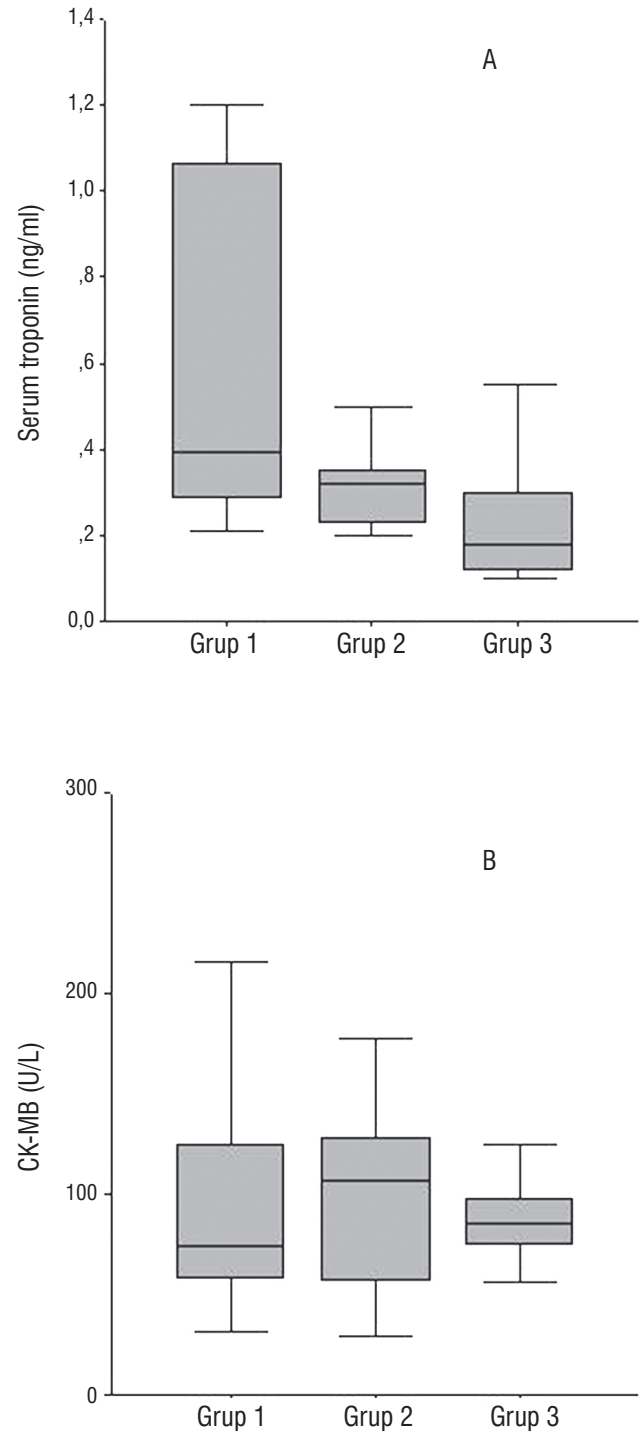 1,4
A
1,2
1,0
,8
,6
,4
,2
0,0
Serum troponin (ng/ml)
Grup 1 Grup 2 Grup 3
300
B
200
100
0
CK-MB (U/L)
Grup 1 Grup 2 Grup 3